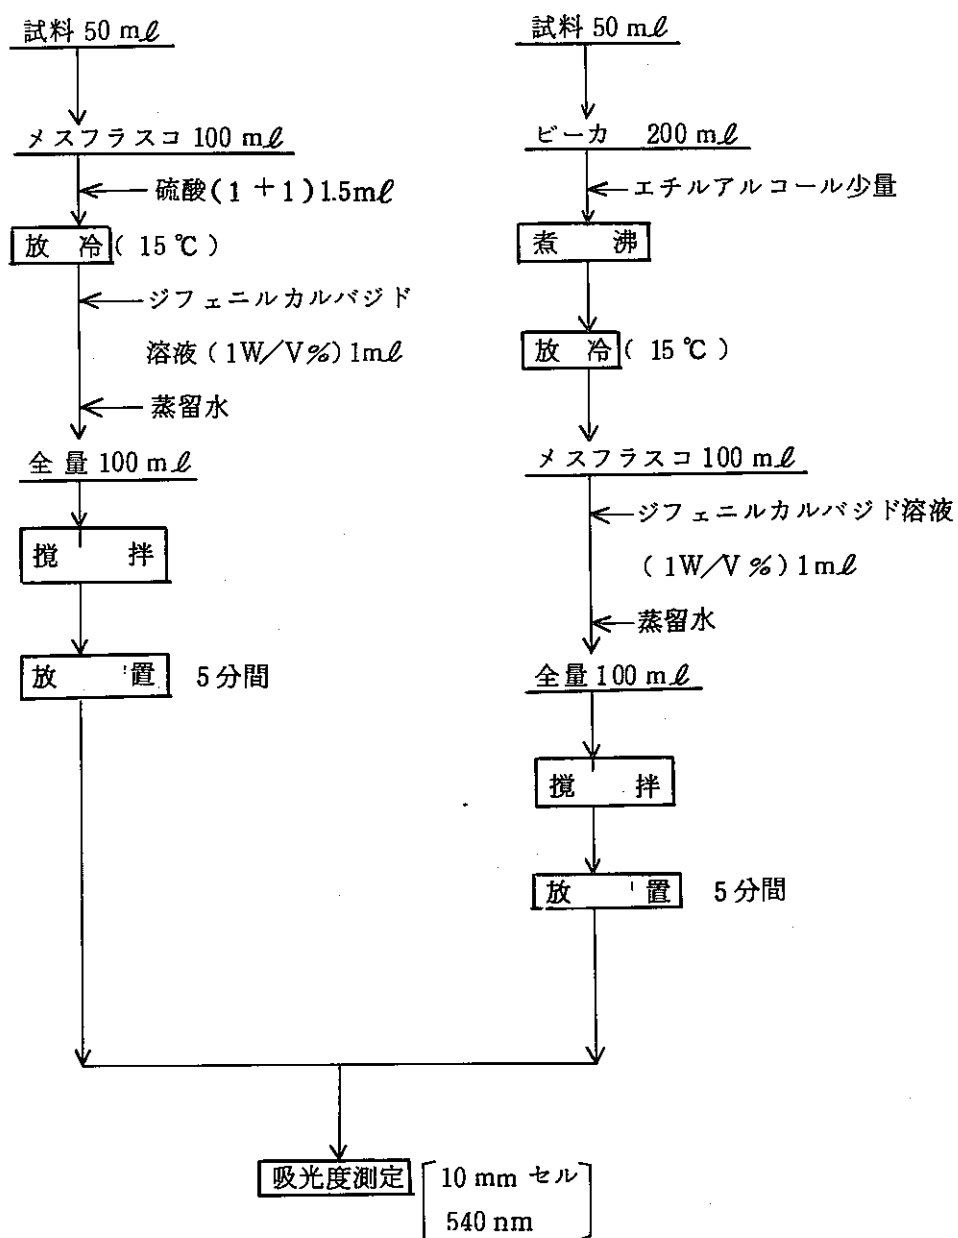 試料 50 mℓ
メスフラスコ 100 mℓ
硫酸(1+1)1.5mℓ
放 冷 ( 15 ℃ )
ジフェニルカルバジド
溶液 ( 1W/V% ) 1mℓ
蒸留水
全量 100 mℓ
攪 拌
放 置 5分間
試料 50 mℓ
ビーカ 200 mℓ
エチルアルコール少量
煮 沸
放 冷 ( 15 ℃ )
メスフラスコ 100 mℓ
ジフェニルカルバジド溶液
( 1W/V % ) 1mℓ
蒸留水
全量 100 mℓ
攪 拌
放 置 5分間
吸光度測定 10 mm セル
540 nm